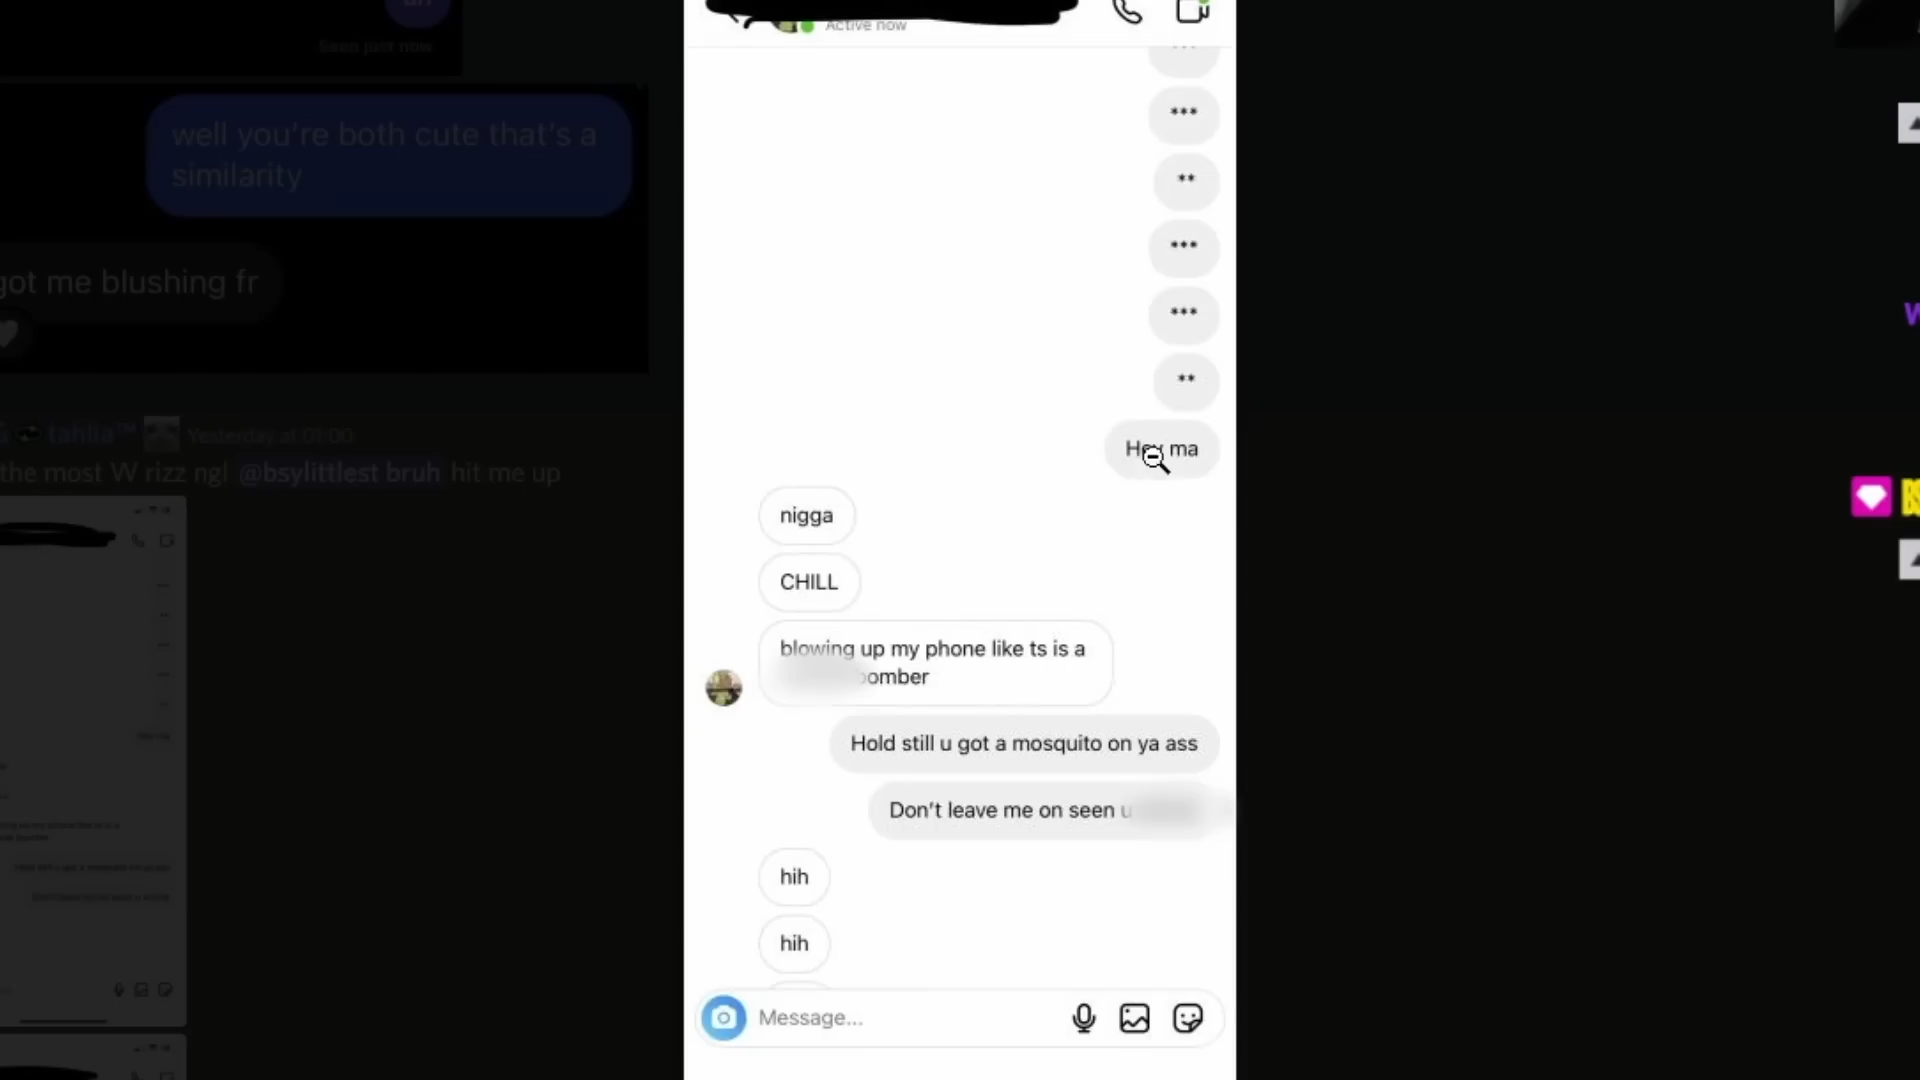 Seen just now
well you're both cute that's a
similarity
got me blushing fr
tahlia™ Yesterday at 01:00
the most W rizz ngl @bsylittlest bruh hit me up
Active now
***
***
**
***
***
**
Hey ma
nigga
CHILL
blowing up my phone like ts is a
bomber
Hold still u got a mosquito on ya ass
Don't leave me on seen u
hih
hih
Message...
W